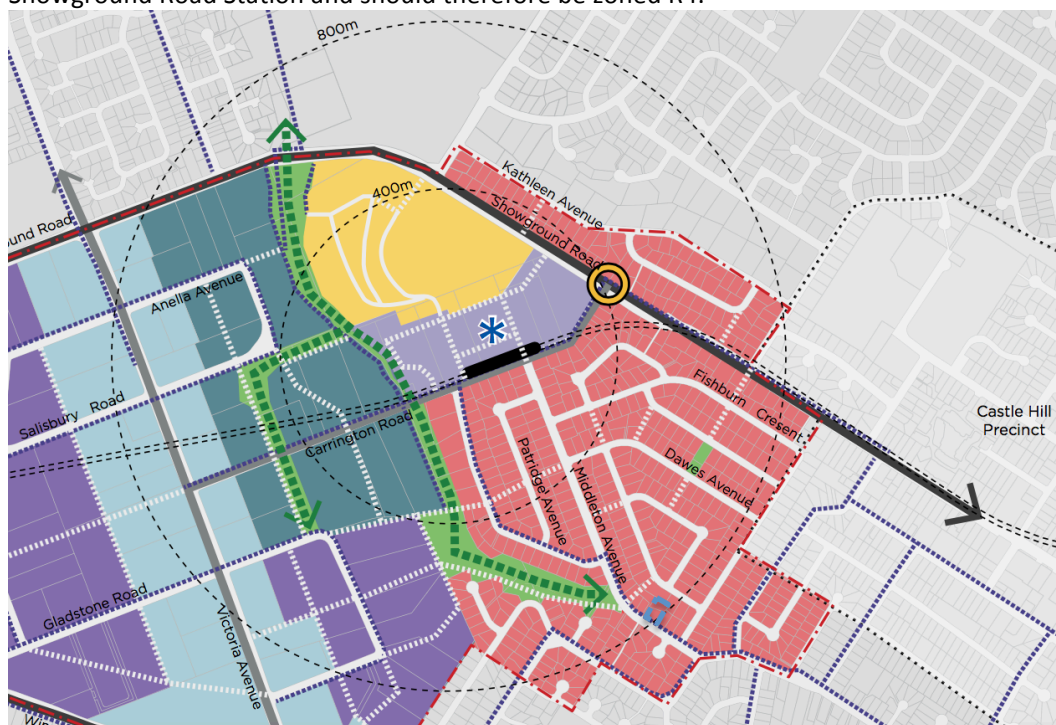 Showground Road Station and should therefore be zoned R4.
800m
Kathleen Avenue
400m
Showground Road
ound Road
Anella Avenue
Fishburn Cresent
Castle Hill
Precinct
Salisbury Road
Carrington Road
Dawes Avenue
Patridge Avenue
Middleton Avenue
Gladstone Road
Victoria Avenue